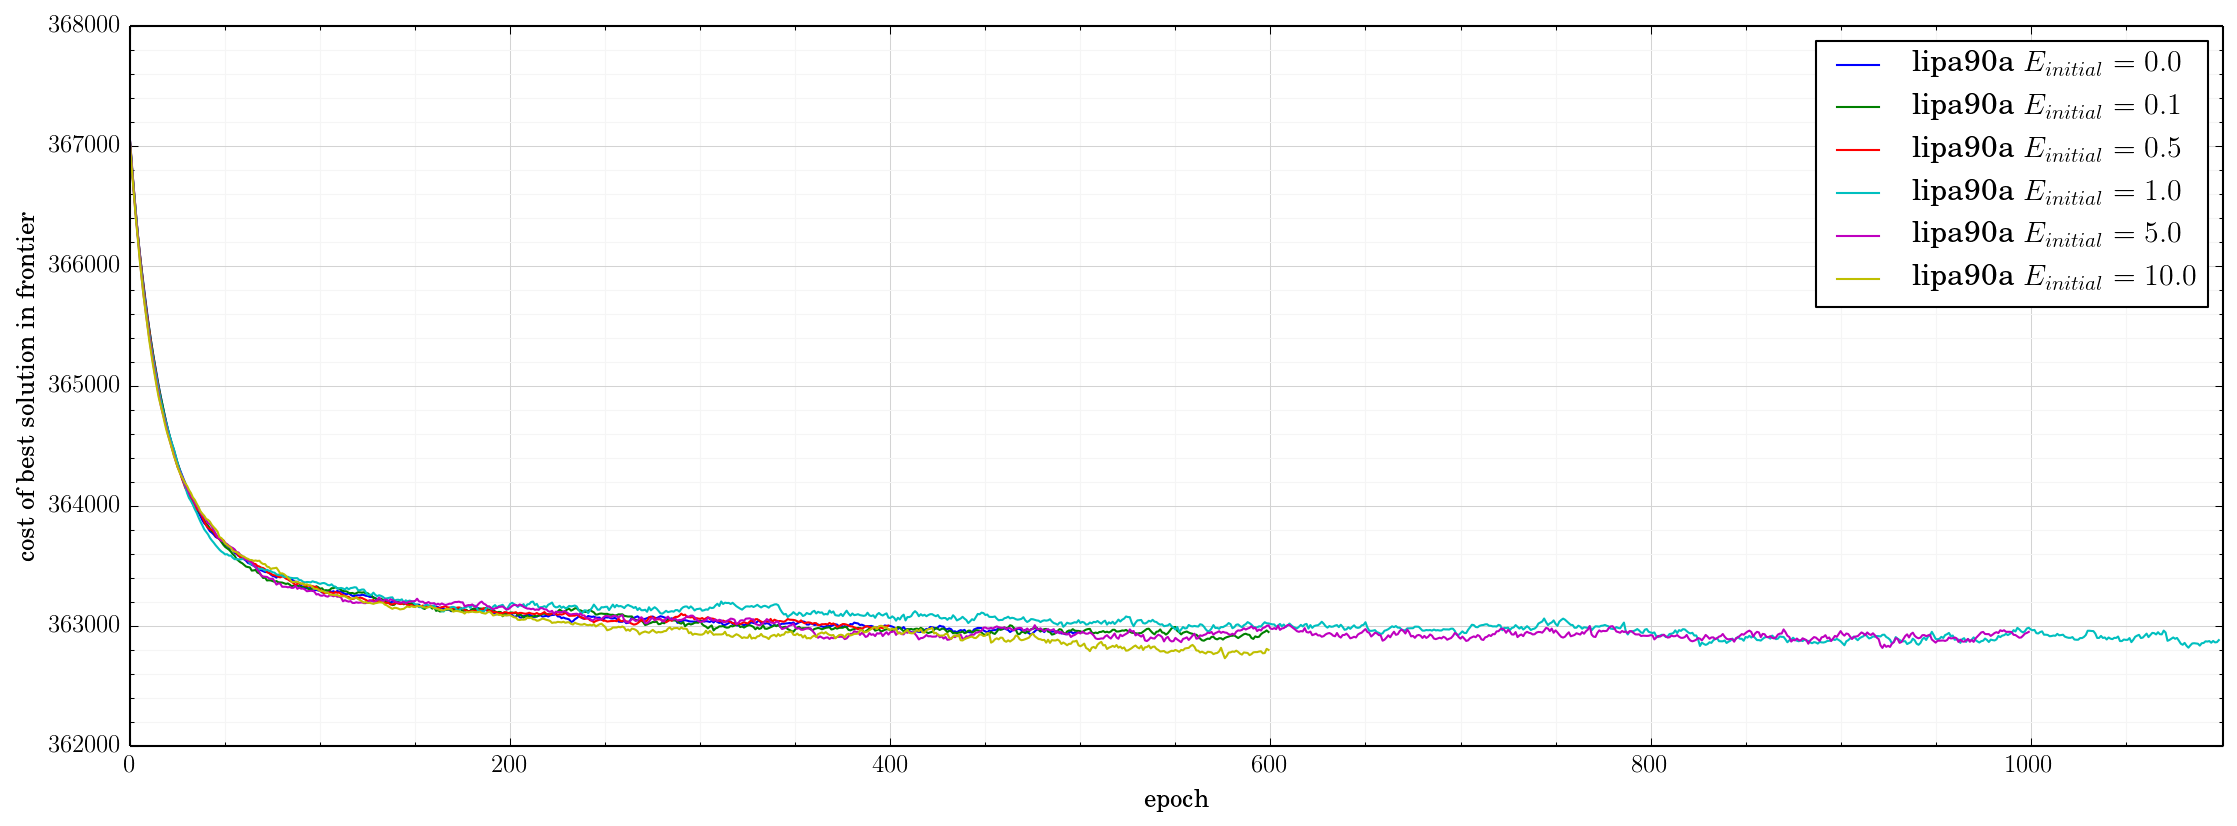 368000
367000
366000
365000
364000
363000
362000
cost of best solution in frontier
0
200
400
600
800
1000
epoch
lipa90a E_initial = 0.0
lipa90a E_initial = 0.1
lipa90a E_initial = 0.5
lipa90a E_initial = 1.0
lipa90a E_initial = 5.0
lipa90a E_initial = 10.0